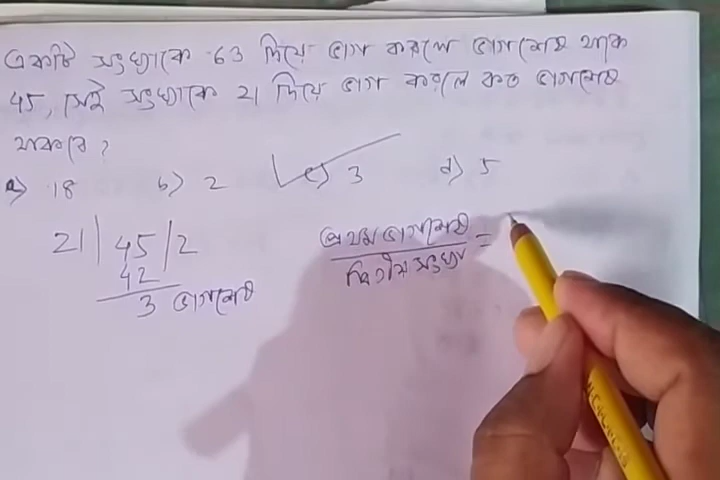 একটি সংখ্যাকে 63 দিয়ে ভাগ করলে ভাগশেষ থাকে
45, সেই সংখ্যাকে 21 দিয়ে ভাগ করলে কত ভাগশেষ
থাকবে?
a) 18 b) 2 c) 3 d) 5
21 | 45 | 2
42
3 ভাগশেষ
প্রথম ভাগশেষ
দ্বিতীয় সংখ্যা =